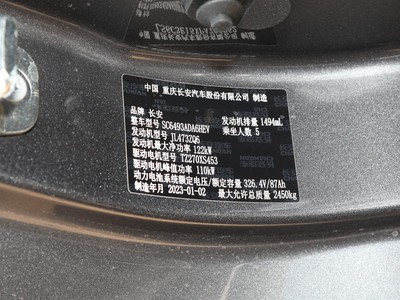 中国 重庆长安汽车股份有限公司 制造
品牌 长安 发动机排量 1494mL
整车型号 SC6493ADA6HEV 乘坐人数 5
发动机型号 JL473ZQ6
发动机最大净功率 122kW
驱动电机型号 TZ270XS453
驱动电机峰值功率 110kW
动力电池系统额定电压/额定容量 326.4V/87Ah
制造年月 2023-01-02 最大允许总质量 2450kg